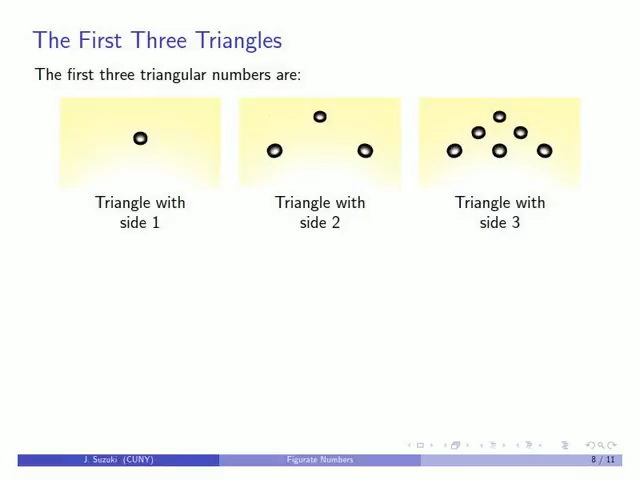 The First Three Triangles
The first three triangular numbers are:
Triangle with
side 1
Triangle with
side 2
Triangle with
side 3
J. Suzuki (CUNY)
Figurate Numbers
8 / 11